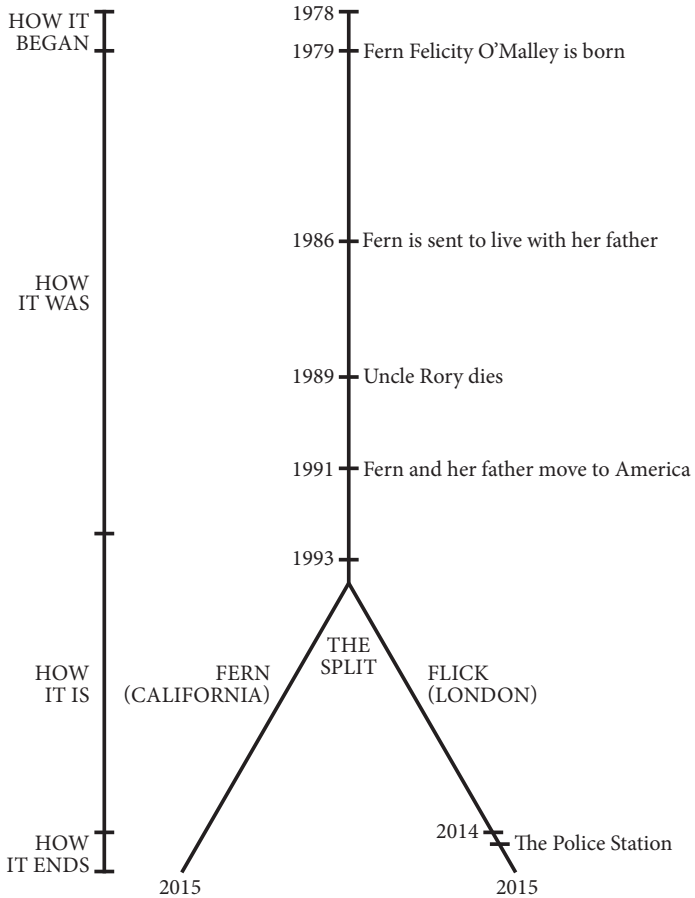 HOW IT
BEGAN
1978
1979 Fern Felicity O’Malley is born
1986 Fern is sent to live with her father
HOW
IT WAS
1989 Uncle Rory dies
1991 Fern and her father move to America
1993
THE
SPLIT
HOW
IT IS
FERN
(CALIFORNIA)
FLICK
(LONDON)
HOW
IT ENDS
2014
The Police Station
2015
2015